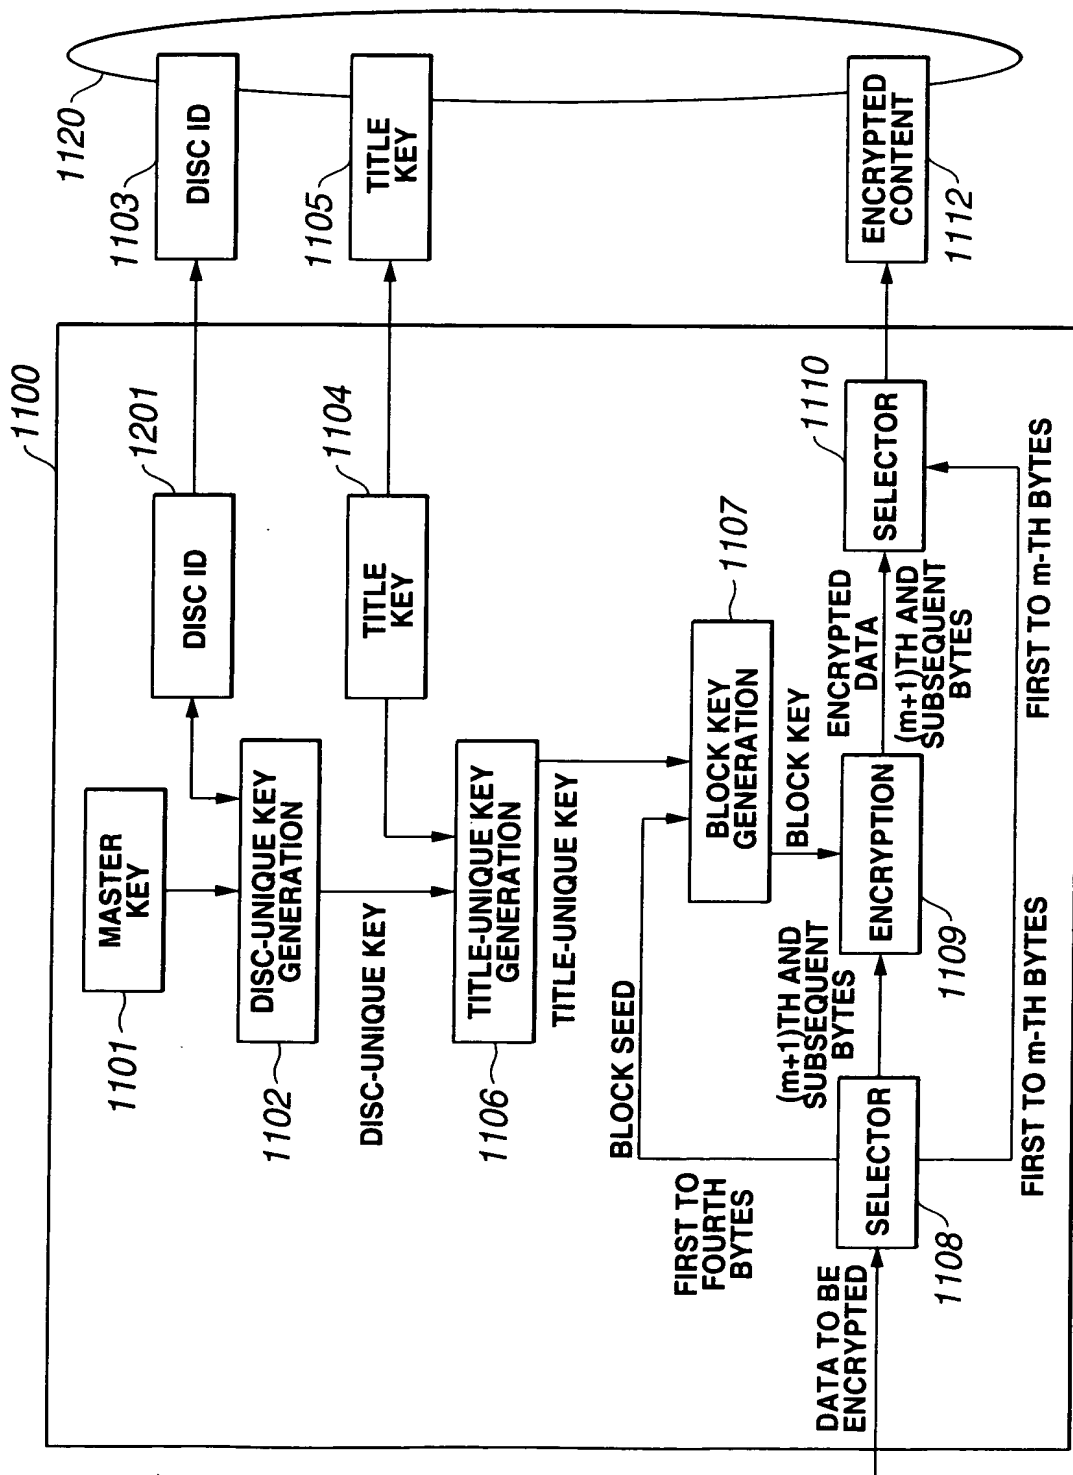 1100
1120
1101
MASTER
KEY
1201
DISC ID
1103
DISC ID
1102
DISC-UNIQUE KEY
GENERATION
1104
TITLE
KEY
1105
TITLE
KEY
DISC-UNIQUE KEY
1106
TITLE-UNIQUE KEY
GENERATION
TITLE-UNIQUE KEY
BLOCK SEED
1107
BLOCK KEY
GENERATION
BLOCK KEY
FIRST TO
FOURTH
BYTES
DATA TO BE
ENCRYPTED
SELECTOR
1108
(m+1)TH AND
SUBSEQUENT
BYTES
ENCRYPTION
1109
ENCRYPTED
DATA
(m+1)TH AND
SUBSEQUENT
BYTES
1110
SELECTOR
ENCRYPTED
CONTENT
1112
FIRST TO m-TH BYTES
FIRST TO m-TH BYTES